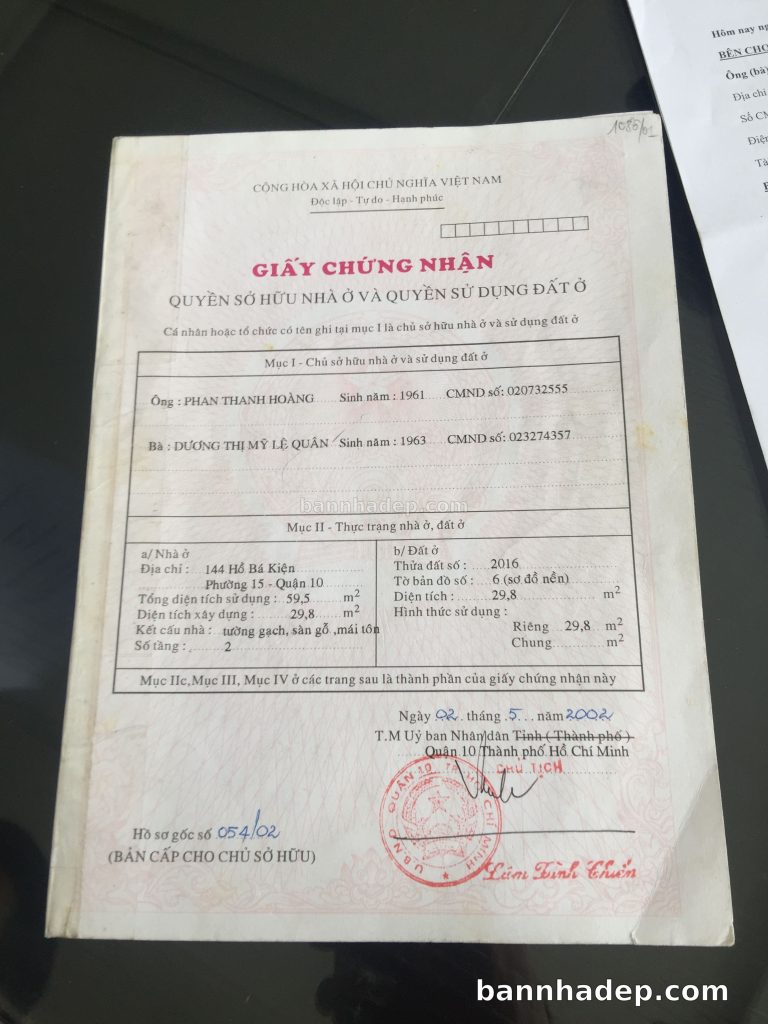 1086/01
CỘNG HÒA XÃ HỘI CHỦ NGHĨA VIỆT NAM
Độc lập - Tự do - Hạnh phúc
GIẤY CHỨNG NHẬN
QUYỀN SỞ HỮU NHÀ Ở VÀ QUYỀN SỬ DỤNG ĐẤT Ở
Cá nhân hoặc tổ chức có tên ghi tại mục I là chủ sở hữu nhà ở và sử dụng đất ở
Mục I - Chủ sở hữu nhà ở và sử dụng đất ở
Ông : PHAN THANH HOÀNG Sinh năm : 1961 CMND số: 020732555
Bà : DƯƠNG THỊ MỸ LỆ QUÂN Sinh năm : 1963 CMND số: 023274357
bannhadep.com
Mục II - Thực trạng nhà ở, đất ở
a/ Nhà ở
Địa chỉ : 144 Hồ Bá Kiện
Phường 15 - Quận 10
Tổng diện tích sử dụng : 59,5 m2
Diện tích xây dựng : 29,8 m2
Kết cấu nhà : tường gạch, sàn gỗ ,mái tôn
Số tầng : 2
b/ Đất ở
Thửa đất số : 2016
Tờ bản đồ số : 6 (sơ đồ nền)
Diện tích : 29,8 m2
Hình thức sử dụng :
Riêng 29,8 m2
Chung m2
Mục IIc,Mục III, Mục IV ở các trang sau là thành phần của giấy chứng nhận này
Ngày 02 tháng 5 năm 2002
T.M Uỷ ban Nhân dân Tỉnh ( Thành phố )
Quận 10 Thành phố Hồ Chí Minh
CHỦ TỊCH
U.B.N.D QUẬN 10 T.P HỒ CHÍ MINH
Lâm Đình Chiến
Hồ sơ gốc số 054/02
(BẢN CẤP CHO CHỦ SỞ HỮU)
Hôm nay
BÊN CHO
Ông (bà)
Địa chỉ
Số
bannhadep.com